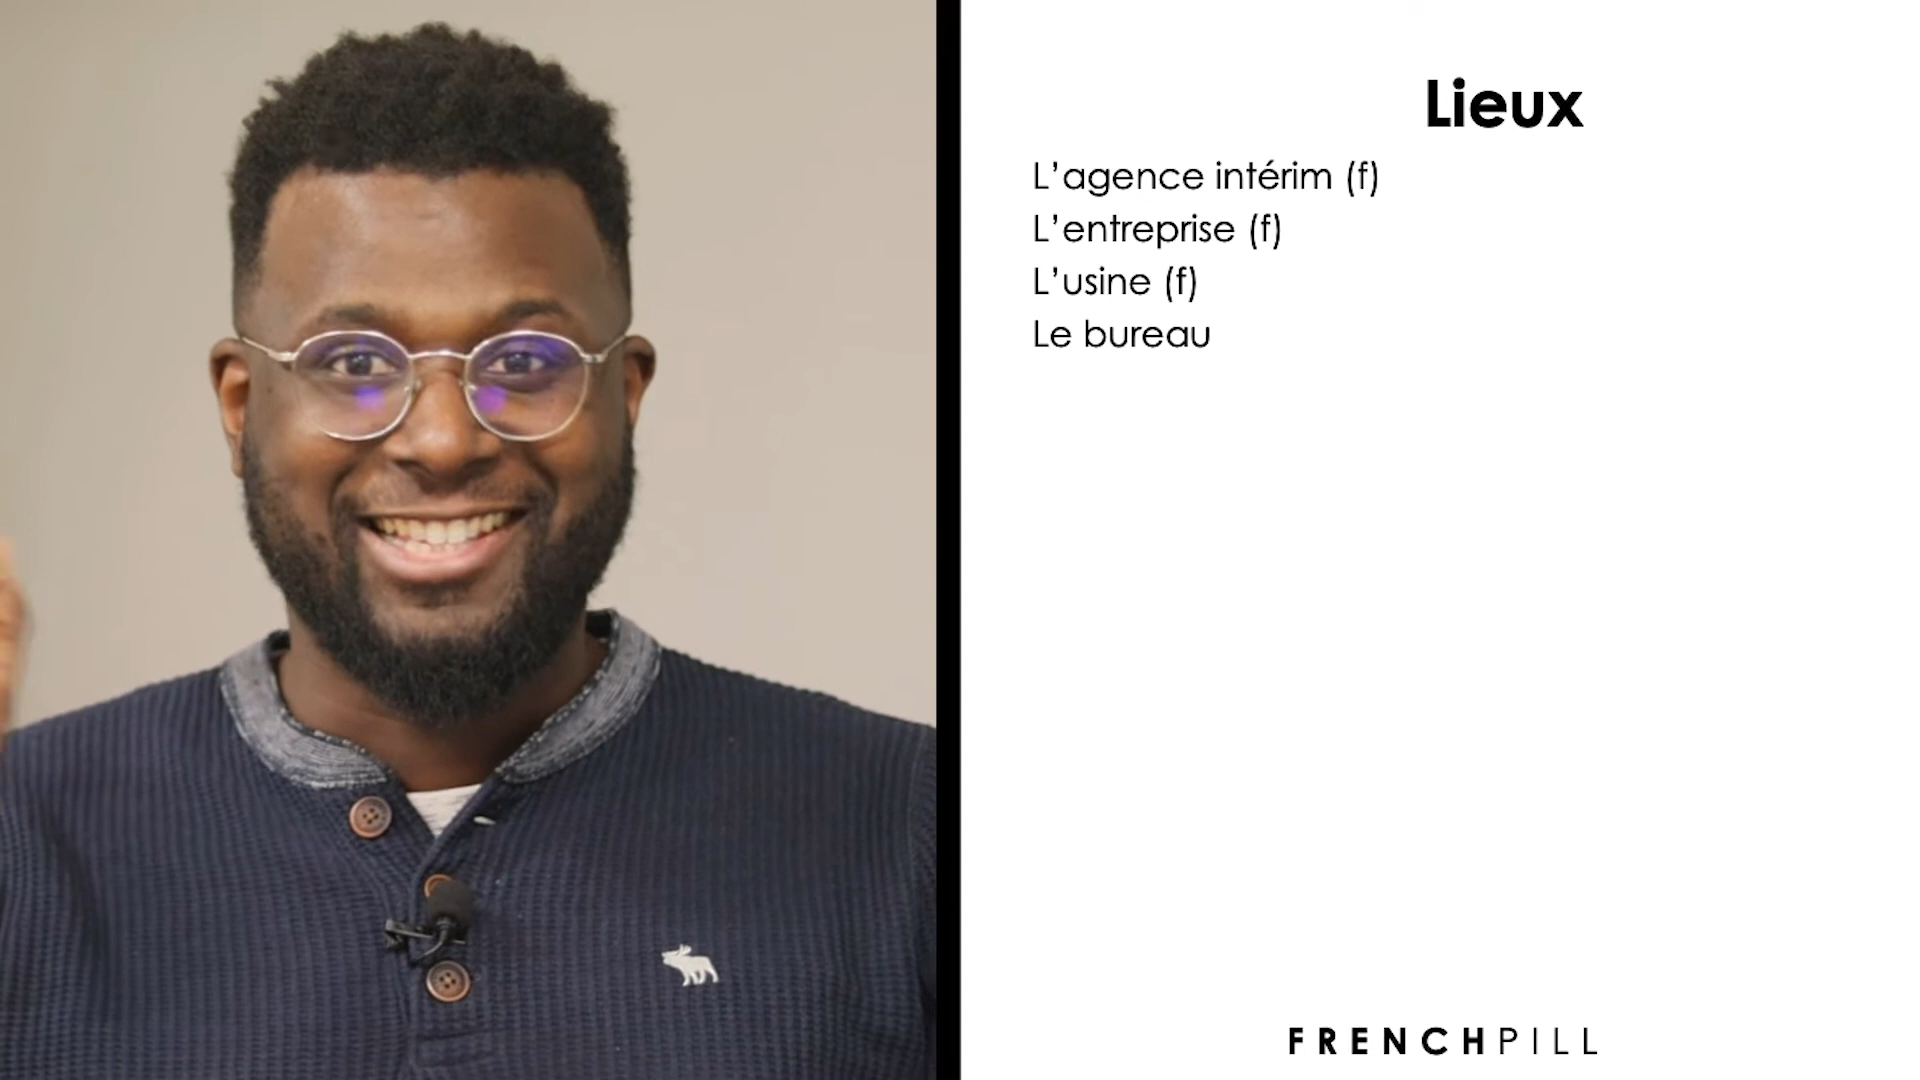 Lieux
L’agence intérim (f)
L’entreprise (f)
L’usine (f)
Le bureau
FRENCHPILL